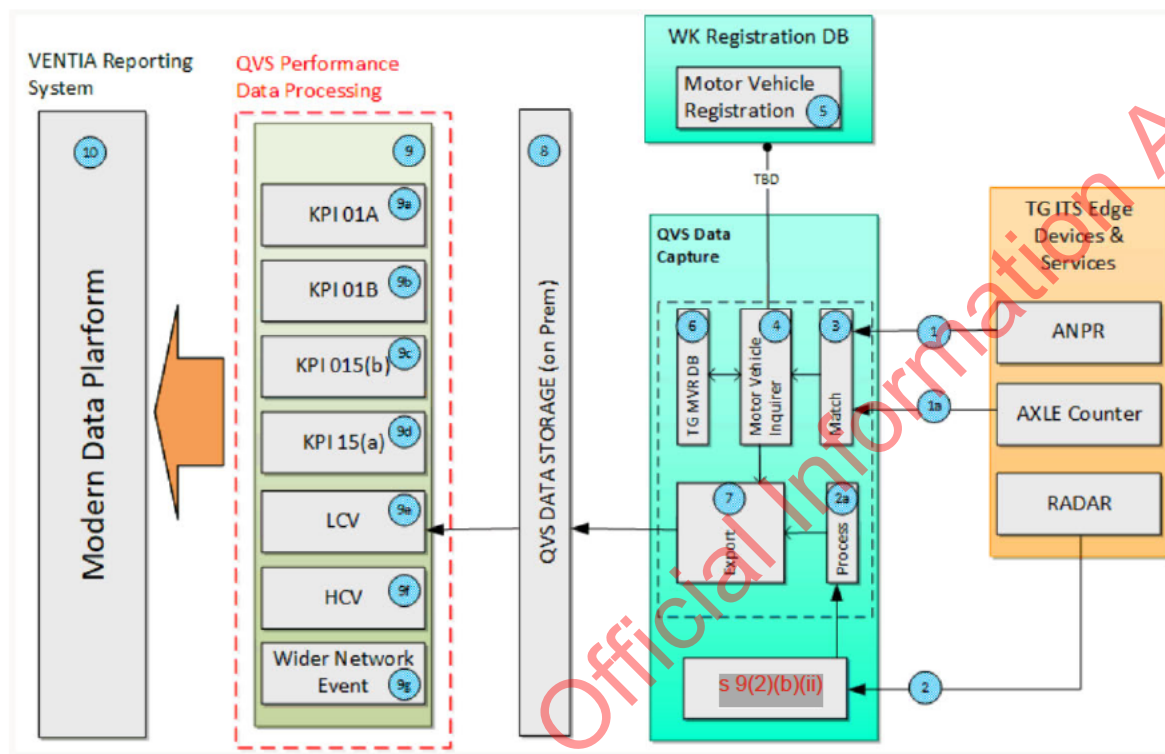 VENTIA Reporting
System
10
Modern Data Plarform
QVS Performance
Data Processing
9
KPI 01A
9a
KPI 01B
9b
KPI 015(b)
9c
KPI 15(a)
9d
LCV
9e
HCV
9f
Wider Network
Event
9g
8
QVS DATA STORAGE (on Prem)
WK Registration DB
Motor Vehicle
Registration
5
TBD
QVS Data
Capture
6
TG MVR DB
4
Motor Vehicle
Inquirer
3
Match
7
Export
2a
Process
s 9(2)(b)(ii)
1
1a
2
TG ITS Edge
Devices &
Services
ANPR
AXLE Counter
RADAR
Official Information A